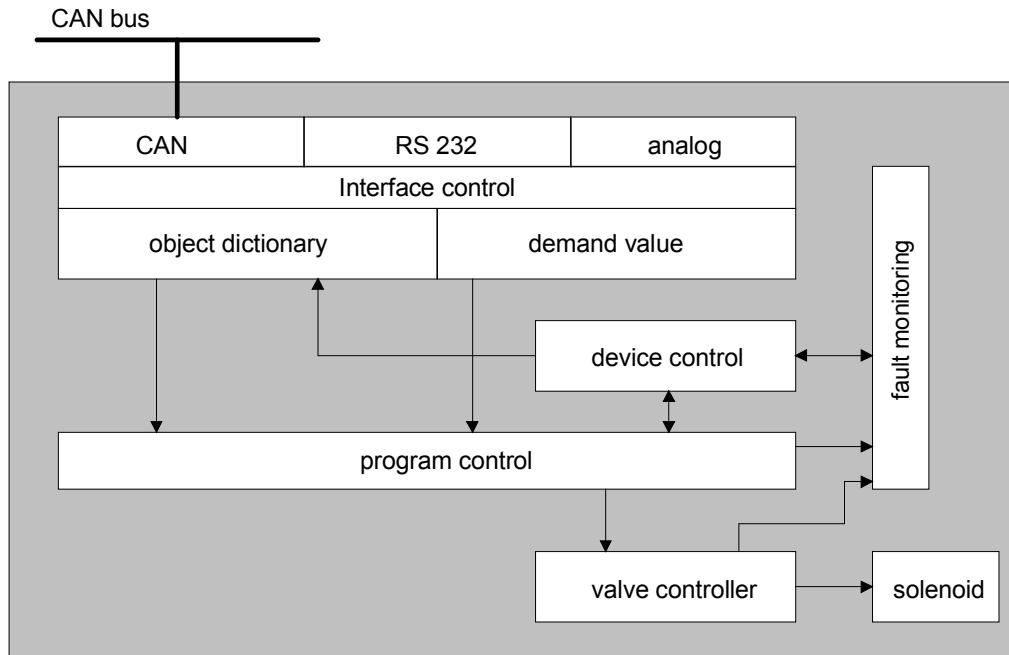 CAN bus
CAN
RS 232
analog
Interface control
object dictionary
demand value
fault monitoring
device control
program control
valve controller
solenoid